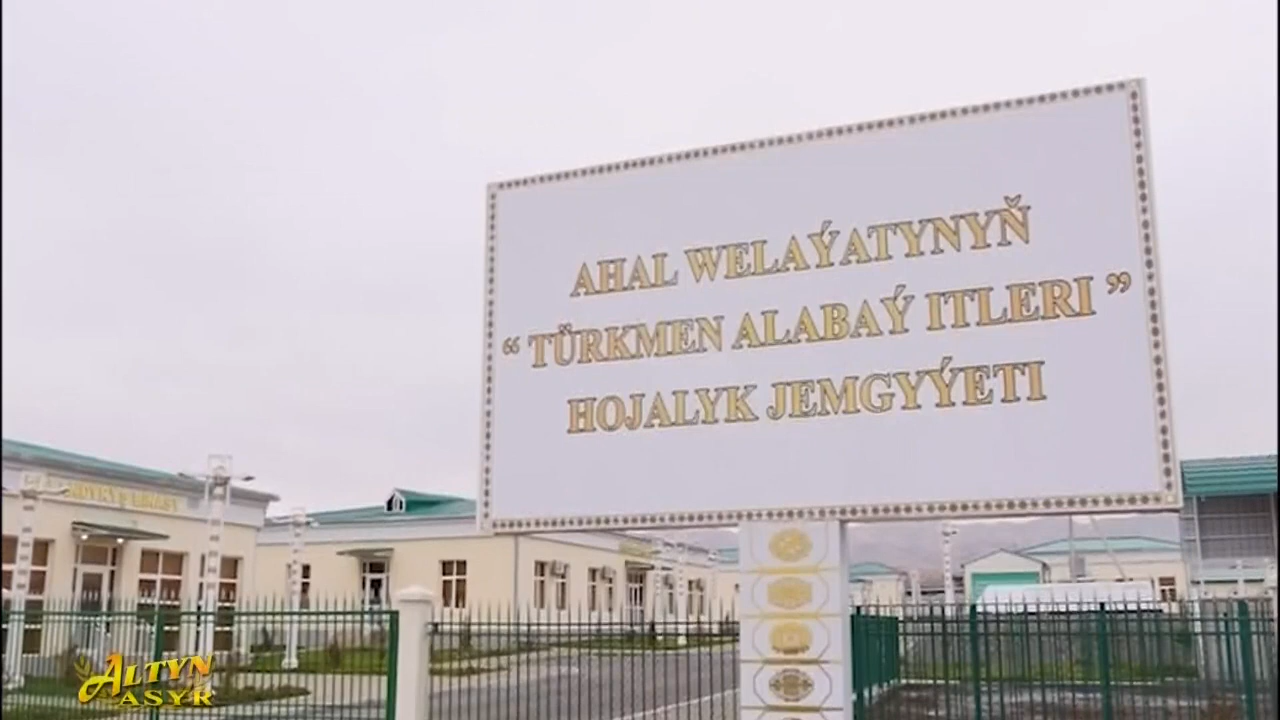 AHAL WELAÝATYNYŇ
“ TÜRKMEN ALABAÝ ITLERI ”
HOJALYK JEMGYÝETI
ALTYN
ASYR